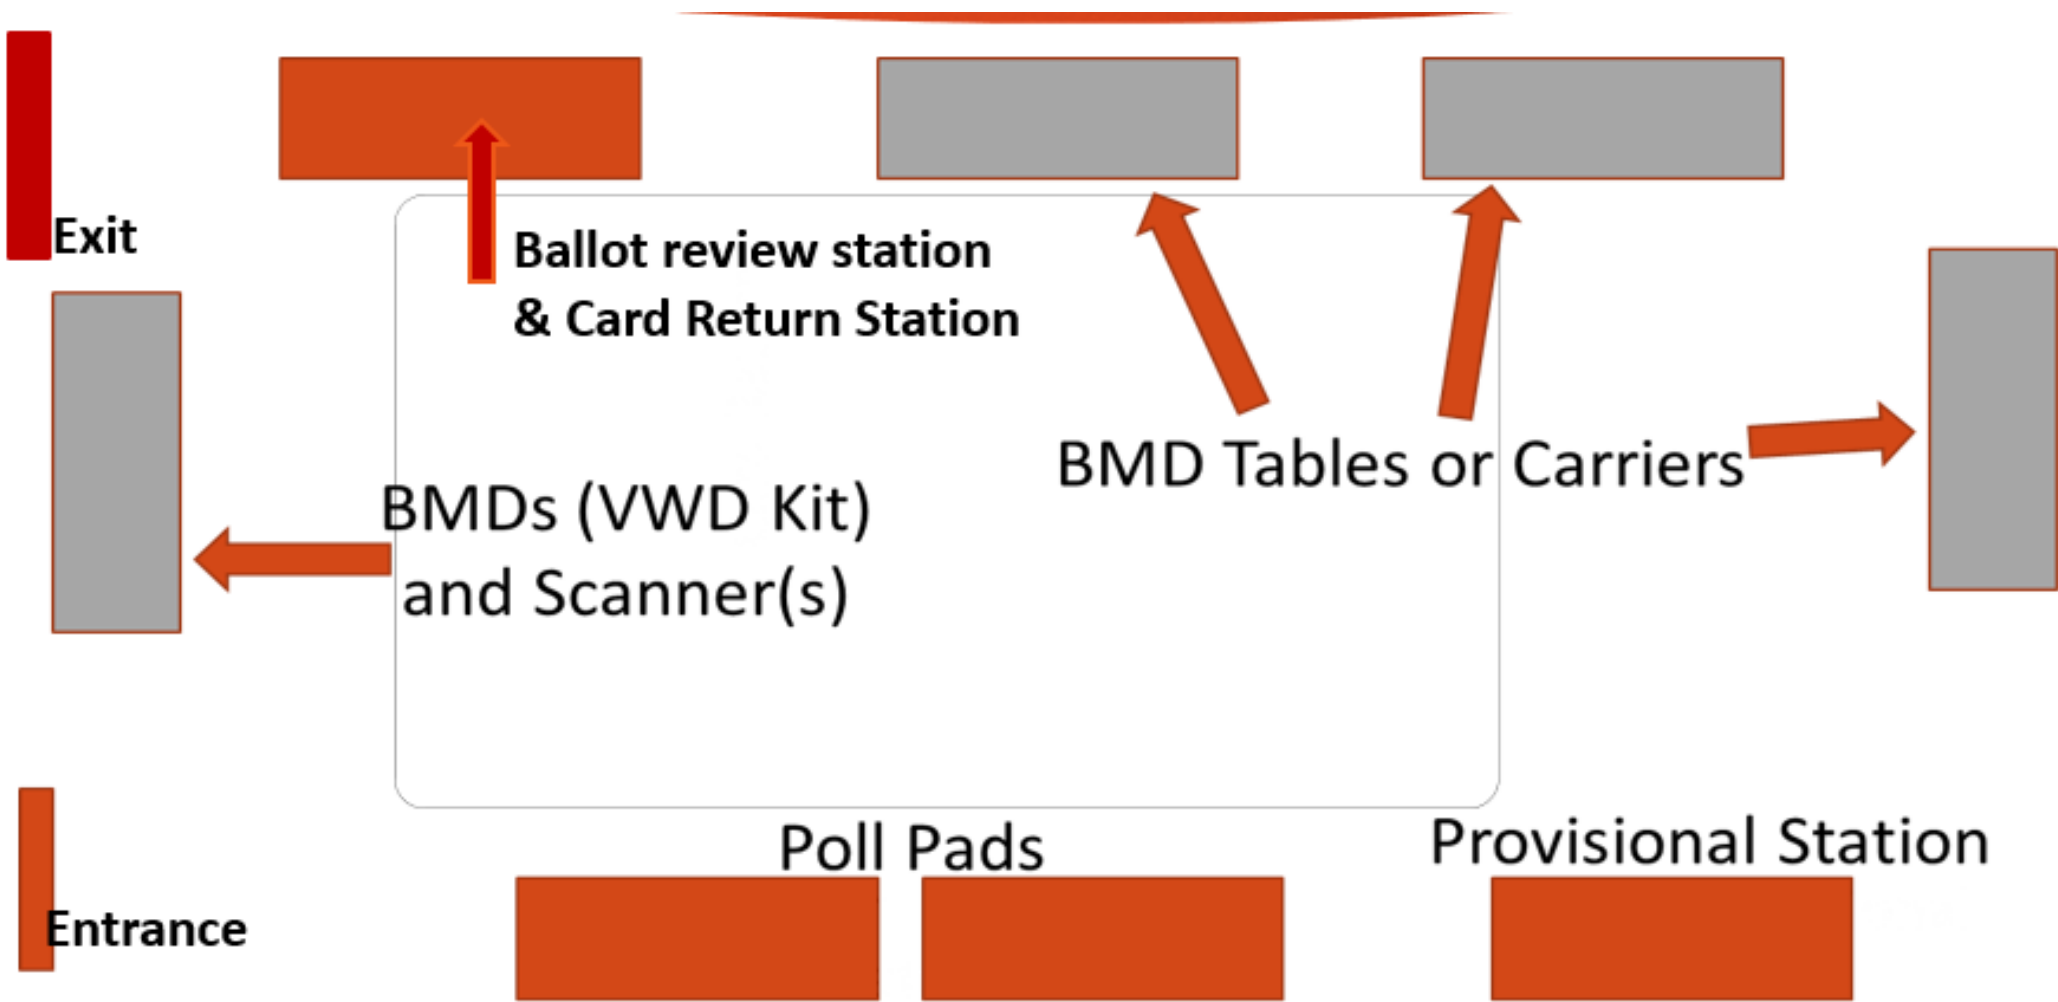 Exit
Ballot review station
& Card Return Station
BMD Tables or Carriers
BMDs (VWD Kit)
and Scanner(s)
Poll Pads
Provisional Station
Entrance